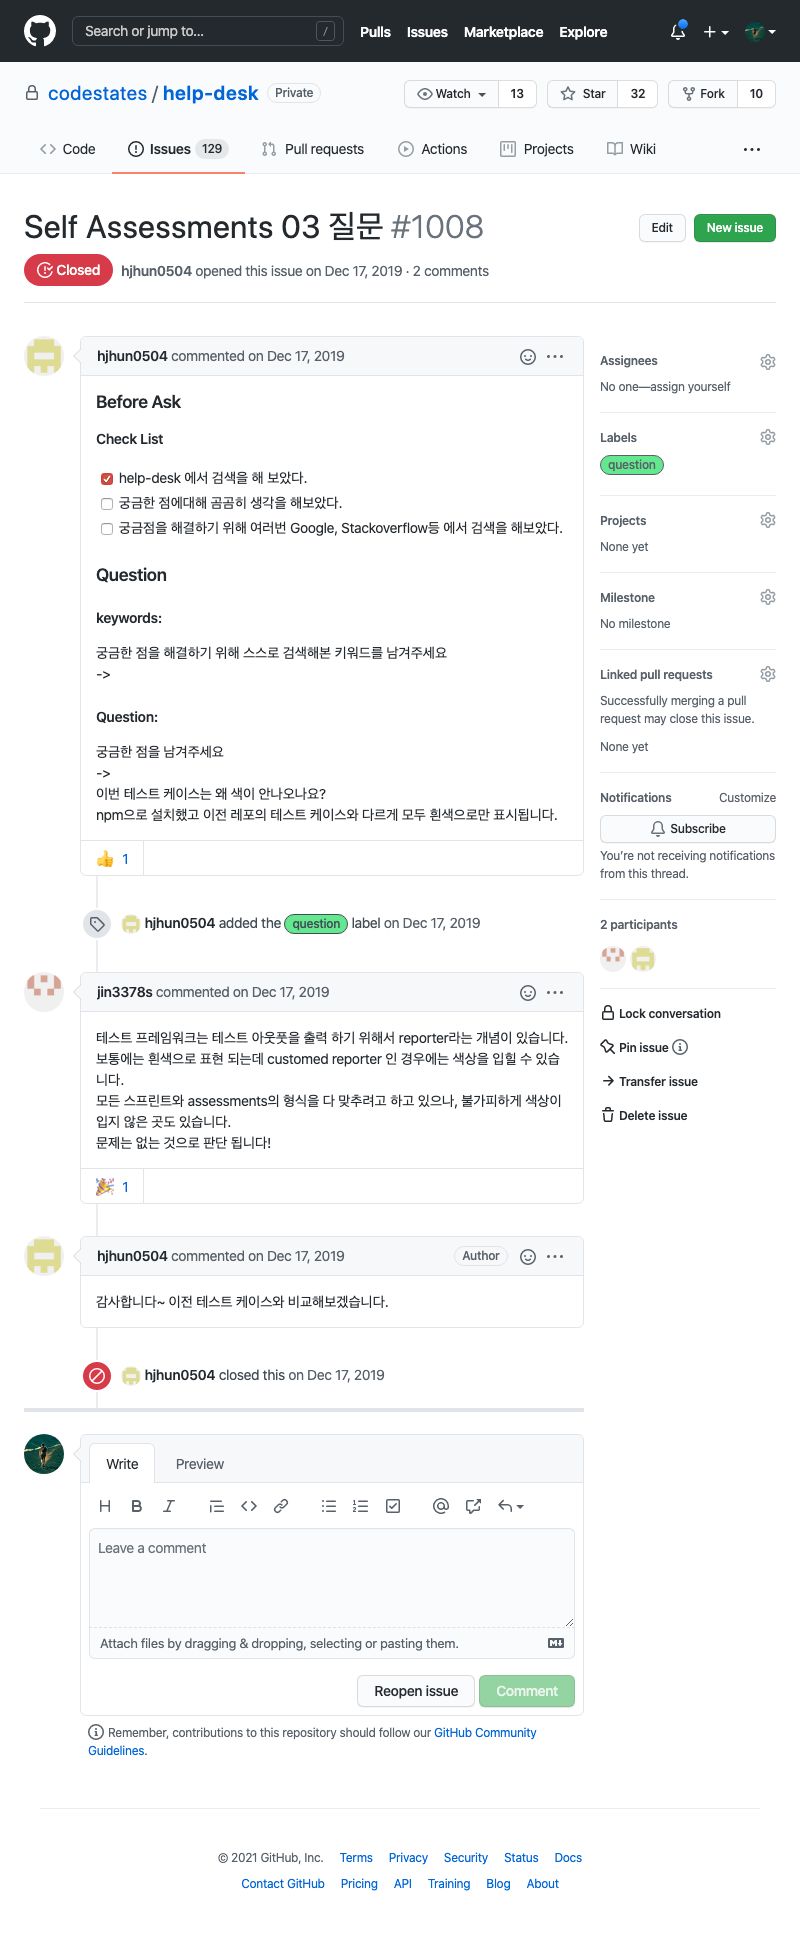 Search or jump to... /
Pulls Issues Marketplace Explore
codestates / help-desk Private
Watch 13 Star 32 Fork 10
Code Issues 129 Pull requests Actions Projects Wiki ...
Self Assessments 03 질문 #1008
Edit New issue
Closed hjhun0504 opened this issue on Dec 17, 2019 · 2 comments
hjhun0504 commented on Dec 17, 2019
Before Ask
Check List
help-desk 에서 검색을 해 보았다.
궁금한 점에대해 곰곰히 생각을 해보았다.
궁금점을 해결하기 위해 여러번 Google, Stackoverflow등 에서 검색을 해보았다.
Question
keywords:
궁금한 점을 해결하기 위해 스스로 검색해본 키워드를 남겨주세요
->
Question:
궁금한 점을 남겨주세요
->
이번 테스트 케이스는 왜 색이 안나오나요?
npm으로 설치했고 이전 레포의 테스트 케이스와 다르게 모두 흰색으로만 표시됩니다.
👍 1
hjhun0504 added the question label on Dec 17, 2019
jin3378s commented on Dec 17, 2019
테스트 프레임워크는 테스트 아웃풋을 출력 하기 위해서 reporter라는 개념이 있습니다.
보통에는 흰색으로 표현 되는데 customed reporter 인 경우에는 색상을 입힐 수 있습
니다.
모든 스프린트와 assessments의 형식을 다 맞추려고 하고 있으나, 불가피하게 색상이
입지 않은 곳도 있습니다.
문제는 없는 것으로 판단 됩니다!
🎉 1
hjhun0504 commented on Dec 17, 2019 Author
감사합니다~ 이전 테스트 케이스와 비교해보겠습니다.
hjhun0504 closed this on Dec 17, 2019
Write Preview
H B I
Leave a comment
Attach files by dragging & dropping, selecting or pasting them.
Reopen issue Comment
Remember, contributions to this repository should follow our GitHub Community
Guidelines.
Assignees
No one—assign yourself
Labels
question
Projects
None yet
Milestone
No milestone
Linked pull requests
Successfully merging a pull
request may close this issue.
None yet
Notifications Customize
Subscribe
You're not receiving notifications
from this thread.
2 participants
Lock conversation
Pin issue
Transfer issue
Delete issue
© 2021 GitHub, Inc. Terms Privacy Security Status Docs
Contact GitHub Pricing API Training Blog About